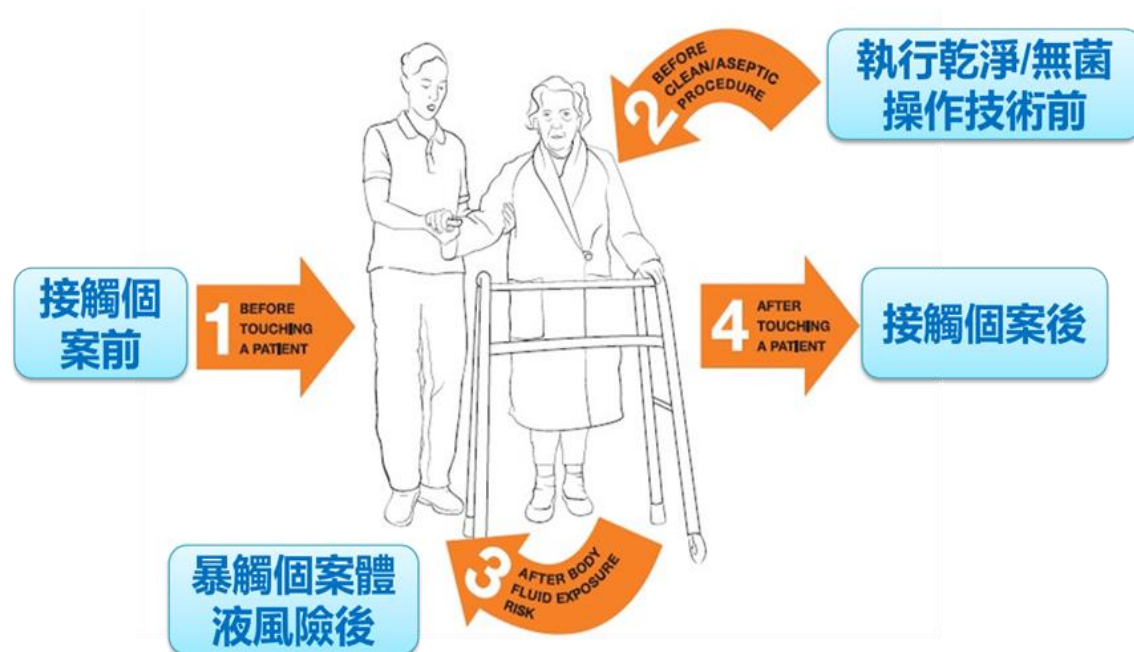 接觸個
案前
1
BEFORE
TOUCHING
A PATIENT
2
BEFORE
CLEAN/ASEPTIC
PROCEDURE
執行乾淨/無菌
操作技術前
3
AFTER BODY
FLUID EXPOSURE
RISK
暴觸個案體
液風險後
4
AFTER
TOUCHING
A PATIENT
接觸個案後